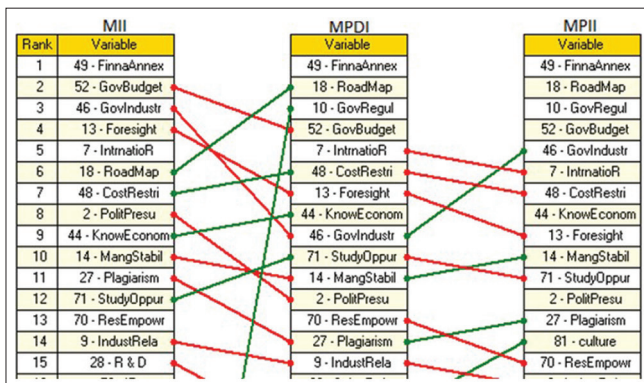 MII MPDI MPII
Rank Variable Variable Variable
1 49 - FinnaAnnex 49 - FinnaAnnex 49 - FinnaAnnex
2 52 - GovBudget 18 - RoadMap 18 - RoadMap
3 46 - GovIndustr 10 - GovRegul 10 - GovRegul
4 13 - Foresight 52 - GovBudget 52 - GovBudget
5 7 - IntrnatioR 7 - IntrnatioR 46 - GovIndustr
6 18 - RoadMap 48 - CostRestri 7 - IntrnatioR
7 48 - CostRestri 13 - Foresight 48 - CostRestri
8 2 - PolitPresu 44 - KnowEconom 44 - KnowEconom
9 44 - KnowEconom 46 - GovIndustr 13 - Foresight
10 14 - MangStabil 71 - StudyOppur 14 - MangStabil
11 27 - Plagiarism 14 - MangStabil 71 - StudyOppur
12 71 - StudyOppur 2 - PolitPresu 2 - PolitPresu
13 70 - ResEmpowr 70 - ResEmpowr 27 - Plagiarism
14 9 - IndustRela 27 - Plagiarism 81 - culture
15 28 - R & D 9 - IndustRela 70 - ResEmpowr